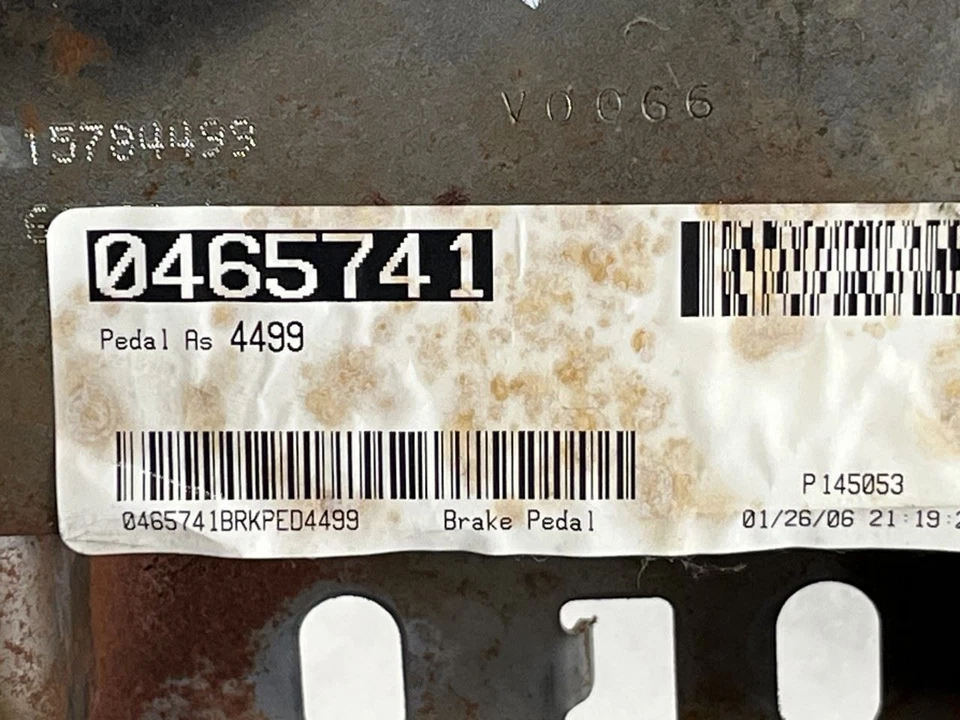 V0066
15784499
0465741
Pedal As 4499
0465741BRKPED4499
Brake Pedal
P145053
01/26/06 21:19:2